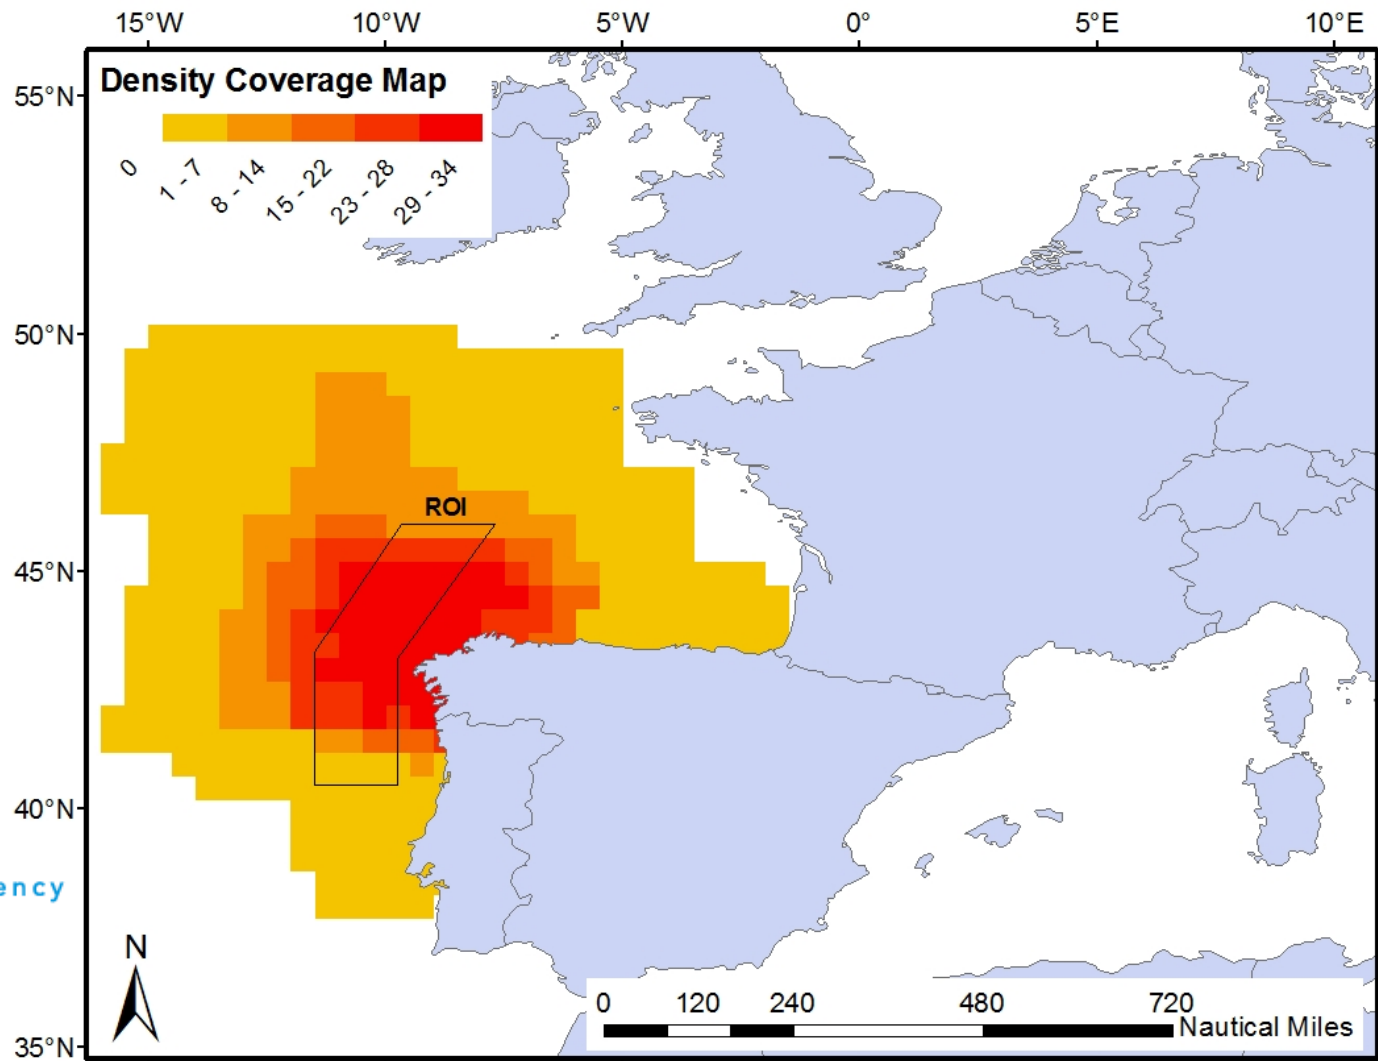 15°W 10°W 5°W 0° 5°E 10°E
Density Coverage Map
55°N
0 1 - 7 8 - 14 15 - 22 23 - 28 29 - 34
50°N
ROI
45°N
40°N
ency
N
0 120 240 480 720
Nautical Miles
35°N